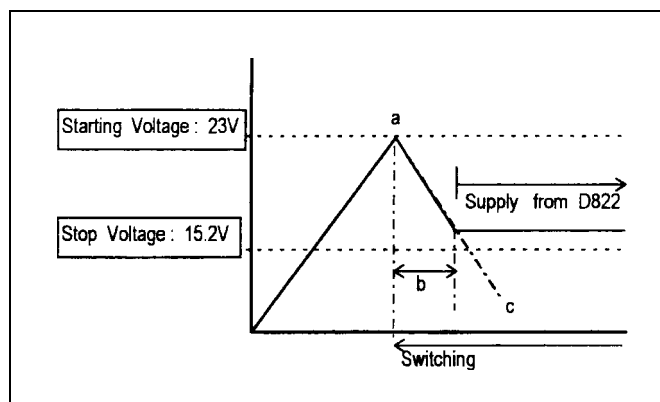 a
Starting Voltage : 23V
Supply from D822
Stop Voltage : 15.2V
b
c
Switching